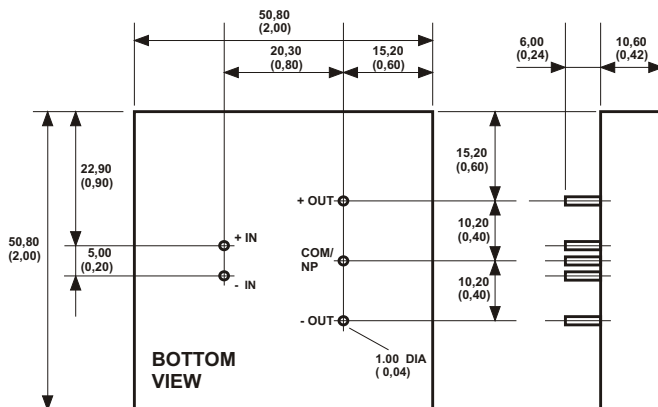 50,80
(2,00)
20,30
(0,80)
15,20
(0,60)
6,00
(0,24)
10,60
(0,42)
22,90
(0,90)
15,20
(0,60)
+ OUT
+ IN
10,20
(0,40)
50,80
(2,00)
5,00
(0,20)
COM/
NP
- IN
10,20
(0,40)
- OUT
BOTTOM
VIEW
1.00 DIA
( 0,04)